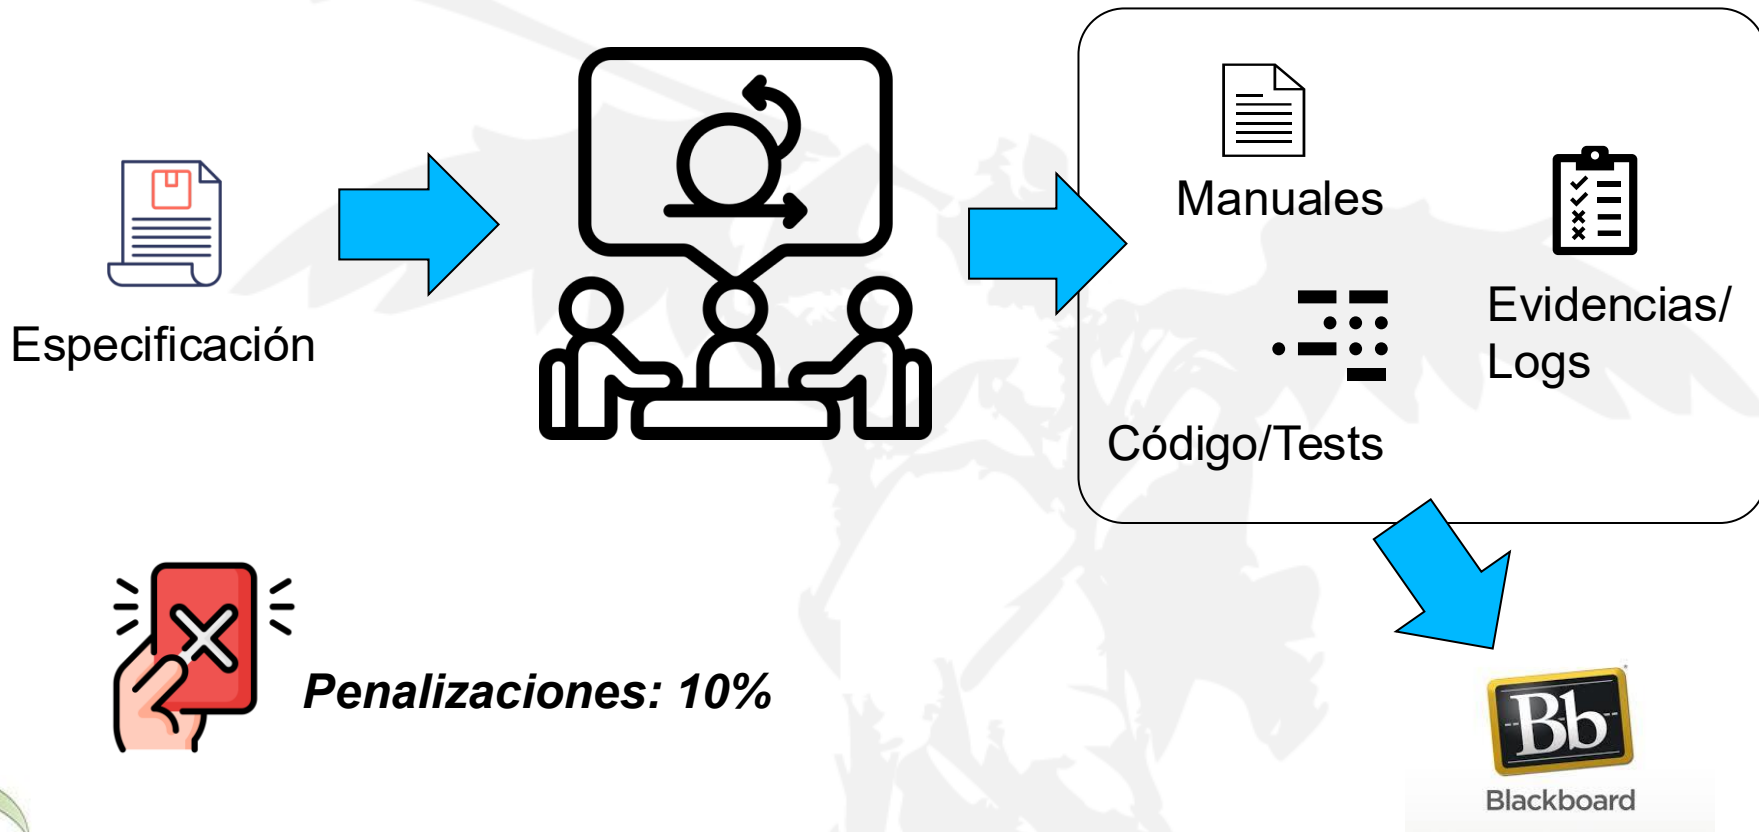 Especificación
Manuales
Evidencias/
Logs
Código/Tests
Penalizaciones: 10%
Bb
Blackboard